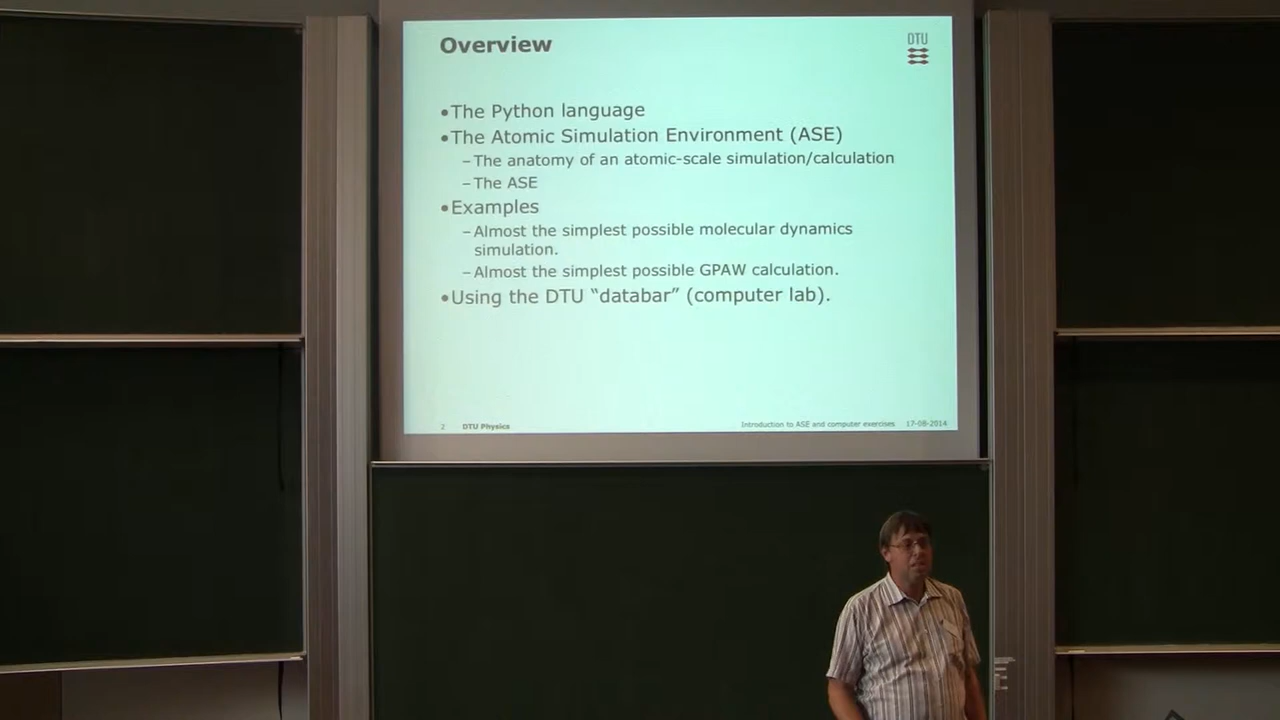 Overview
DTU
•The Python language
•The Atomic Simulation Environment (ASE)
–The anatomy of an atomic-scale simulation/calculation
–The ASE
•Examples
–Almost the simplest possible molecular dynamics
simulation.
–Almost the simplest possible GPAW calculation.
•Using the DTU “databar” (computer lab).
2 DTU Physics Introduction to ASE and computer exercises 17-08-2014